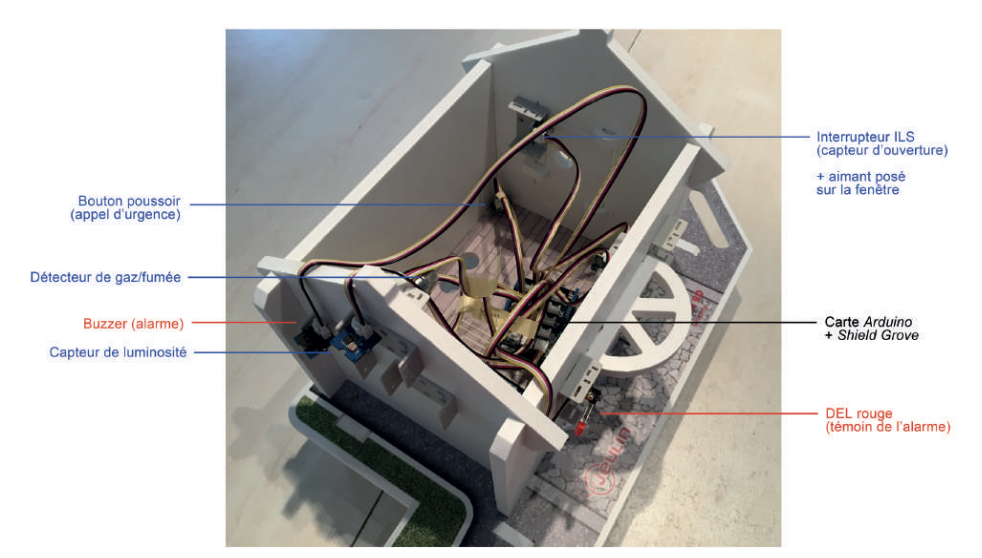 Interrupteur ILS
(capteur d'ouverture)
+ aimant posé
sur la fenêtre
Bouton poussoir
(appel d'urgence)
Détecteur de gaz/fumée
Buzzer (alarme)
Capteur de luminosité
Carte Arduino
+ Shield Grove
DEL rouge
(témoin de l'alarme)
JEULIN